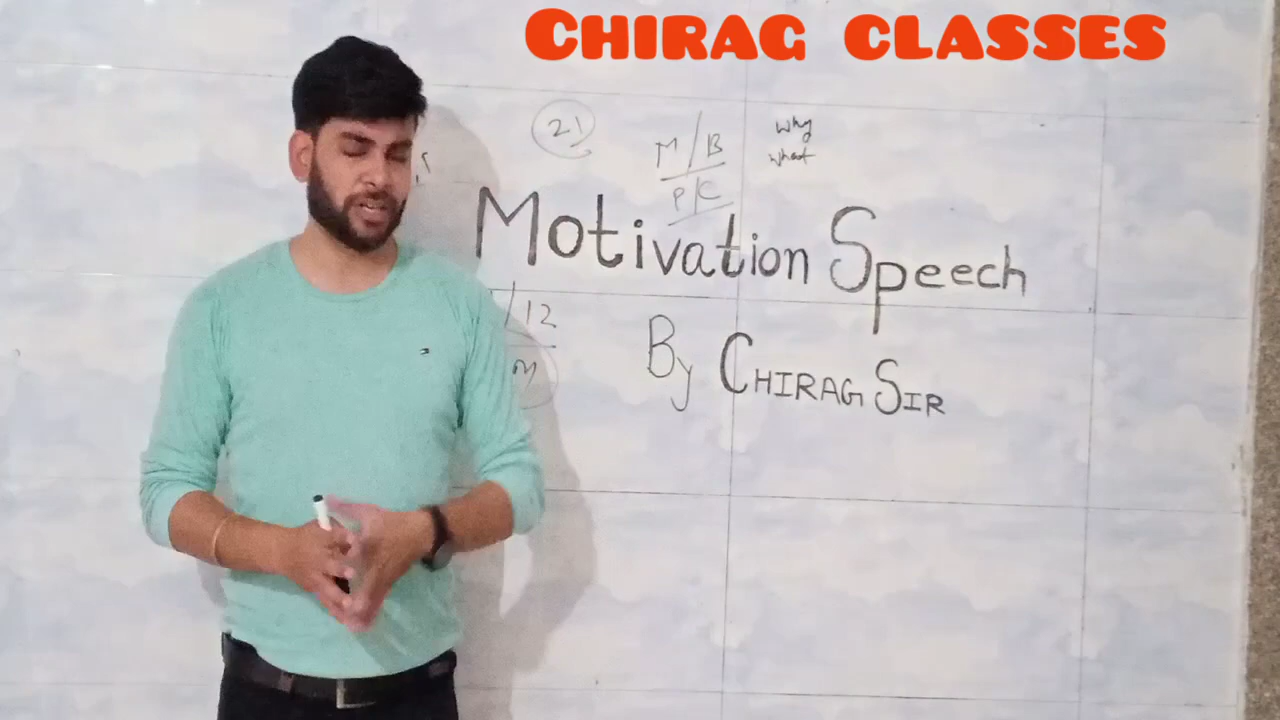 CHIRAG CLASSES
21
M/B
why
what
P/C
Motivation Speech
/12
M
By CHIRAG SIR